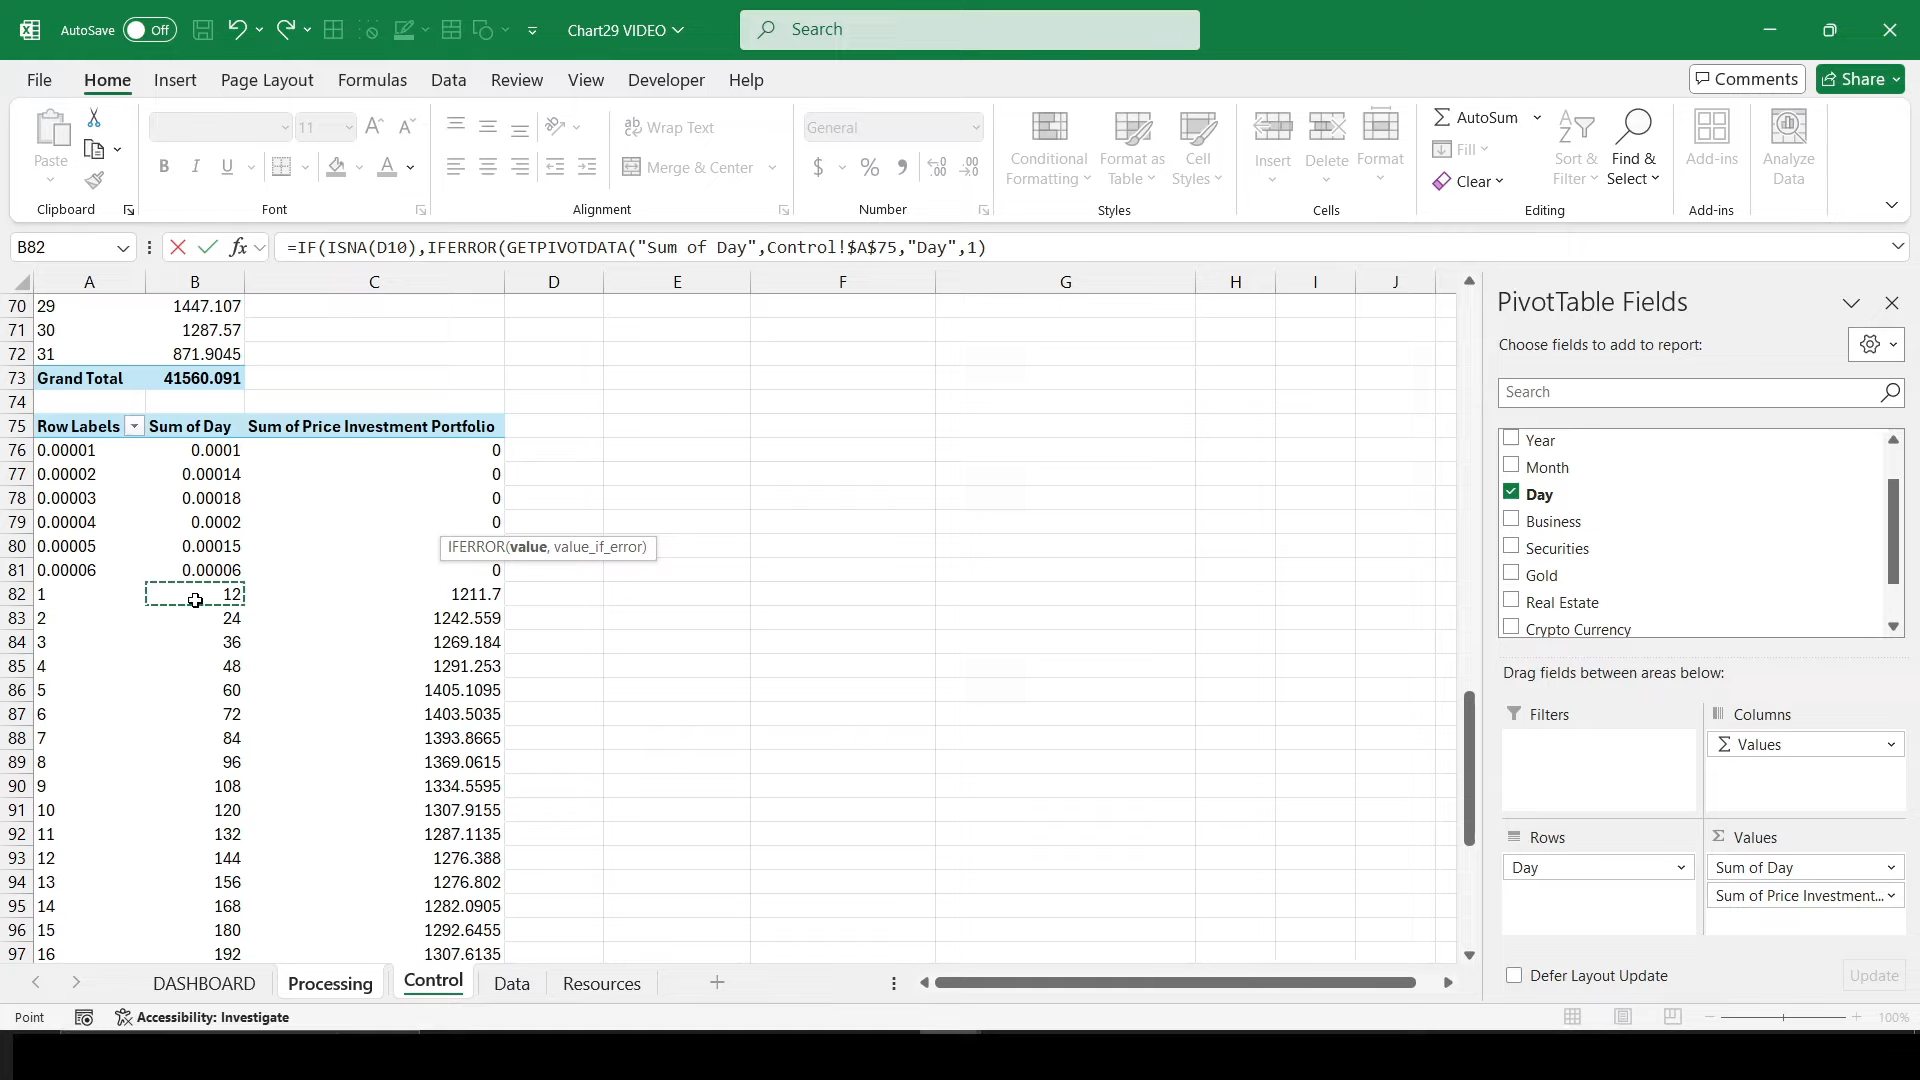 AutoSave Off Chart29 VIDEO Search
File Home Insert Page Layout Formulas Data Review View Developer Help Comments Share
Paste 11 Wrap Text General Conditional Formatting Format as Table Cell Styles Insert Delete Format AutoSum Fill Clear Sort & Filter Find & Select Add-ins Analyze Data
B I U A Merge & Center $ % 9
Clipboard Font Alignment Number Styles Cells Editing Add-ins
B82 fx =IF(ISNA(D10),IFERROR(GETPIVOTDATA("Sum of Day",Control!$A$75,"Day",1)
A B C D E F G H I J
70 29 1447.107
71 30 1287.57
72 31 871.9045
73 Grand Total 41560.091
74
75 Row Labels Sum of Day Sum of Price Investment Portfolio
76 0.00001 0.0001 0
77 0.00002 0.00014 0
78 0.00003 0.00018 0
79 0.00004 0.0002 0
80 0.00005 0.00015
IFERROR(value, value_if_error)
81 0.00006 0.00006 0
82 1 12 1211.7
83 2 24 1242.559
84 3 36 1269.184
85 4 48 1291.253
86 5 60 1405.1095
87 6 72 1403.5035
88 7 84 1393.8665
89 8 96 1369.0615
90 9 108 1334.5595
91 10 120 1307.9155
92 11 132 1287.1135
93 12 144 1276.388
94 13 156 1276.802
95 14 168 1282.0905
96 15 180 1292.6455
97 16 192 1307.6135
PivotTable Fields
Choose fields to add to report:
Search
Year
Month
Day
Business
Securities
Gold
Real Estate
Crypto Currency
Drag fields between areas below:
Filters Columns
Σ Values
Rows Σ Values
Day Sum of Day
Sum of Price Investment...
Defer Layout Update Update
DASHBOARD Processing Control Data Resources
Point Accessibility: Investigate 100%